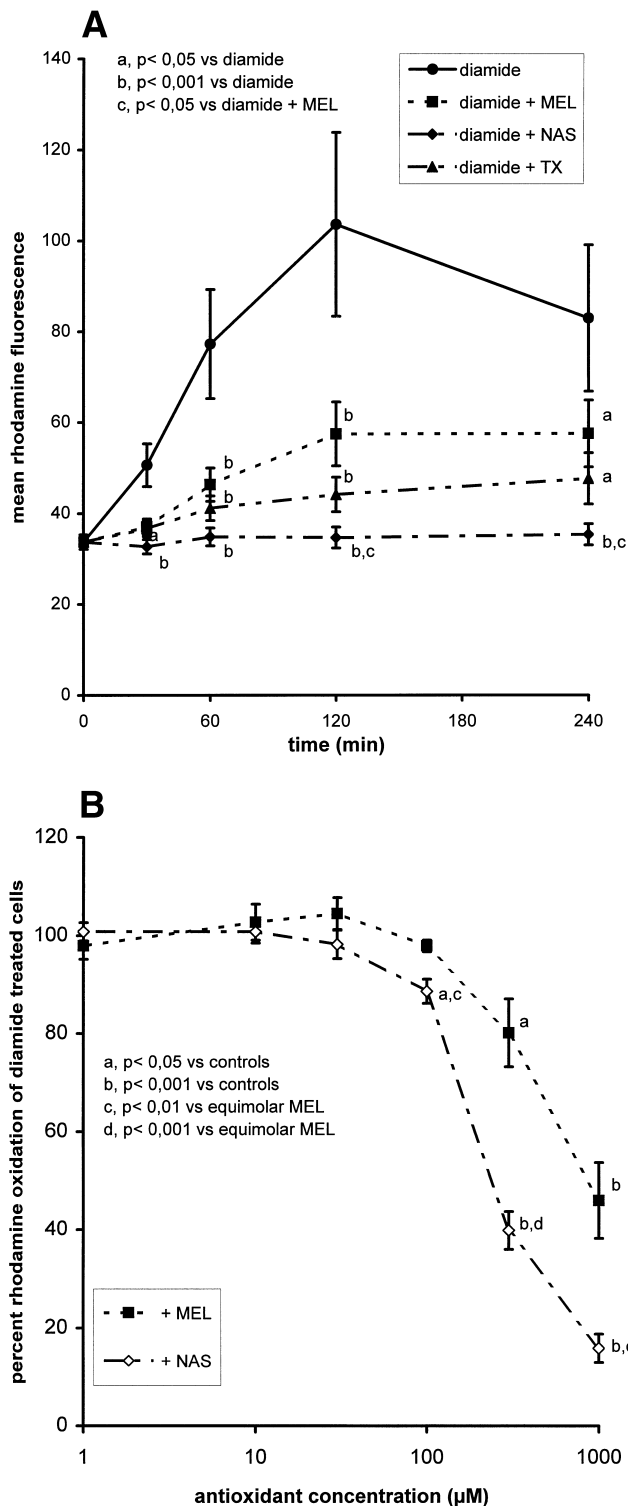 A
a, p< 0,05 vs diamide
b, p< 0,001 vs diamide
c, p< 0,05 vs diamide + MEL
diamide
diamide + MEL
diamide + NAS
diamide + TX
mean rhodamine fluorescence
140
120
100
80
60
40
20
0
a
b
b
b
b
b
b
b,c
a
a
b,c
0
60
120
180
240
time (min)
B
percent rhodamine oxidation of diamide treated cells
120
100
80
60
40
20
0
a,c
a
b
b,d
a, p< 0,05 vs controls
b, p< 0,001 vs controls
c, p< 0,01 vs equimolar MEL
d, p< 0,001 vs equimolar MEL
+ MEL
+ NAS
1
10
100
1000
antioxidant concentration (µM)